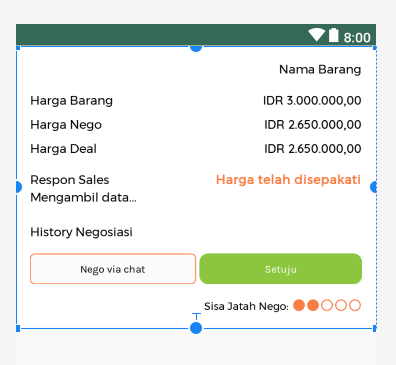 8:00
Nama Barang
Harga Barang IDR 3.000.000,00
Harga Nego IDR 2.650.000,00
Harga Deal IDR 2.650.000,00
Respon Sales Harga telah disepakati
Mengambil data...
History Negosiasi
Nego via chat Setuju
Sisa Jatah Nego: